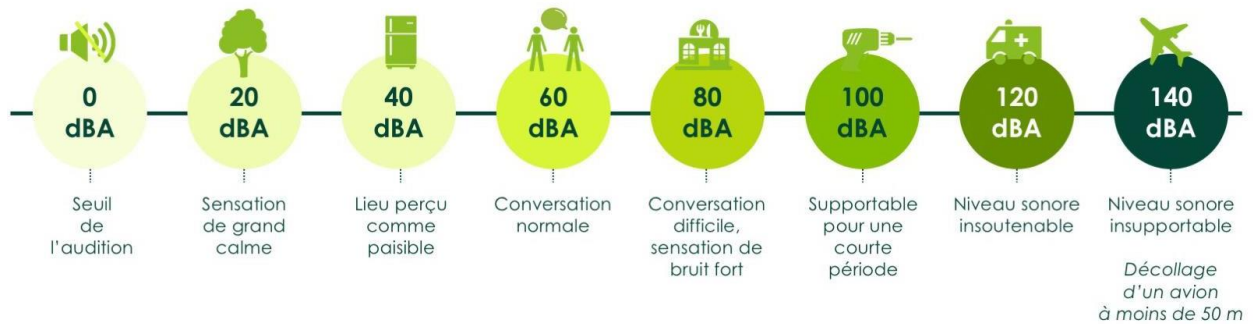 0
dBA
20
dBA
40
dBA
60
dBA
80
dBA
100
dBA
120
dBA
140
dBA
Seuil
de
l'audition
Sensation
de grand
calme
Lieu perçu
comme
paisible
Conversation
normale
Conversation
difficile,
sensation de
bruit fort
Supportable
pour une
courte
période
Niveau sonore
insoutenable
Niveau sonore
insupportable
Décollage
d'un avion
à moins de 50 m